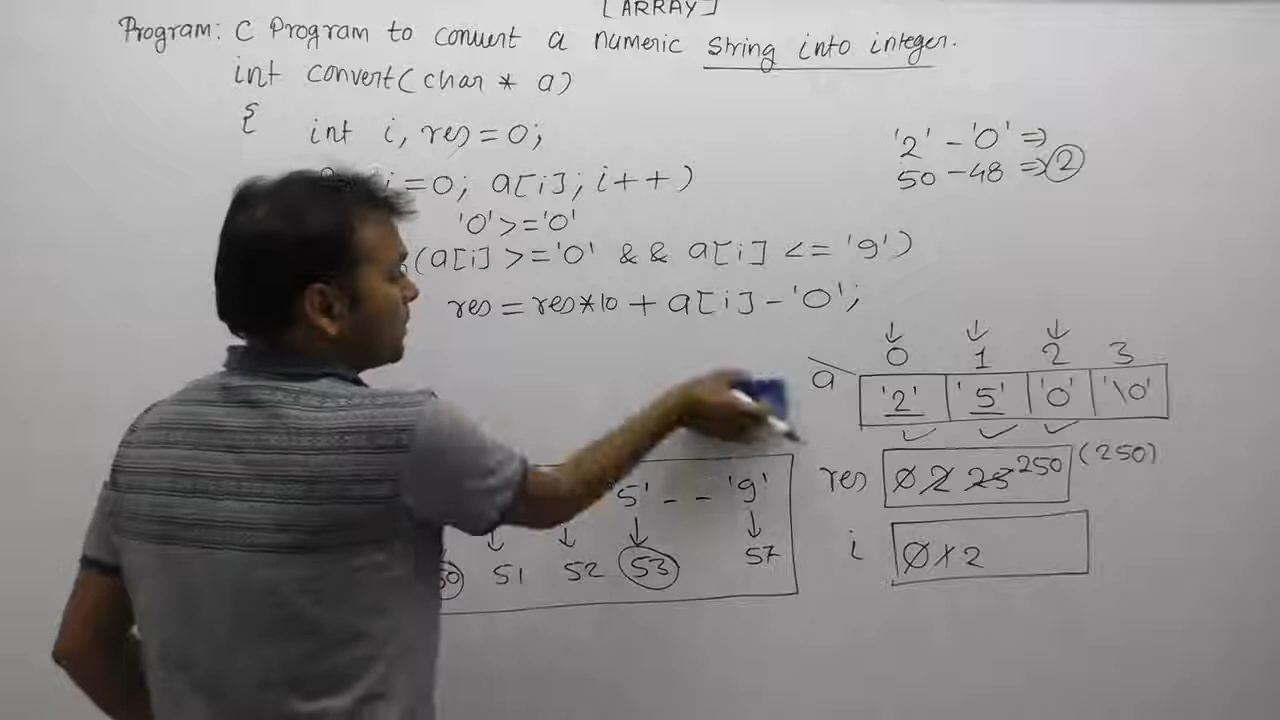 [ARRAY]
Program: C Program to convert a numeric string into integer.
int convert(char * a)
{
int i, res=0;
i=0; a[i]; i++)
'0'>='0'
(a[i] >='0' && a[i] <= '9')
res = res*10 + a[i] - '0';
'2' - '0' ⇒
50 - 48 ⇒ 2
0 1 2 3
a '2' '5' '0' '\0'
res 0 2 25 250 (250)
i 0 1 2
'5' - - '9'
51 52 53 57